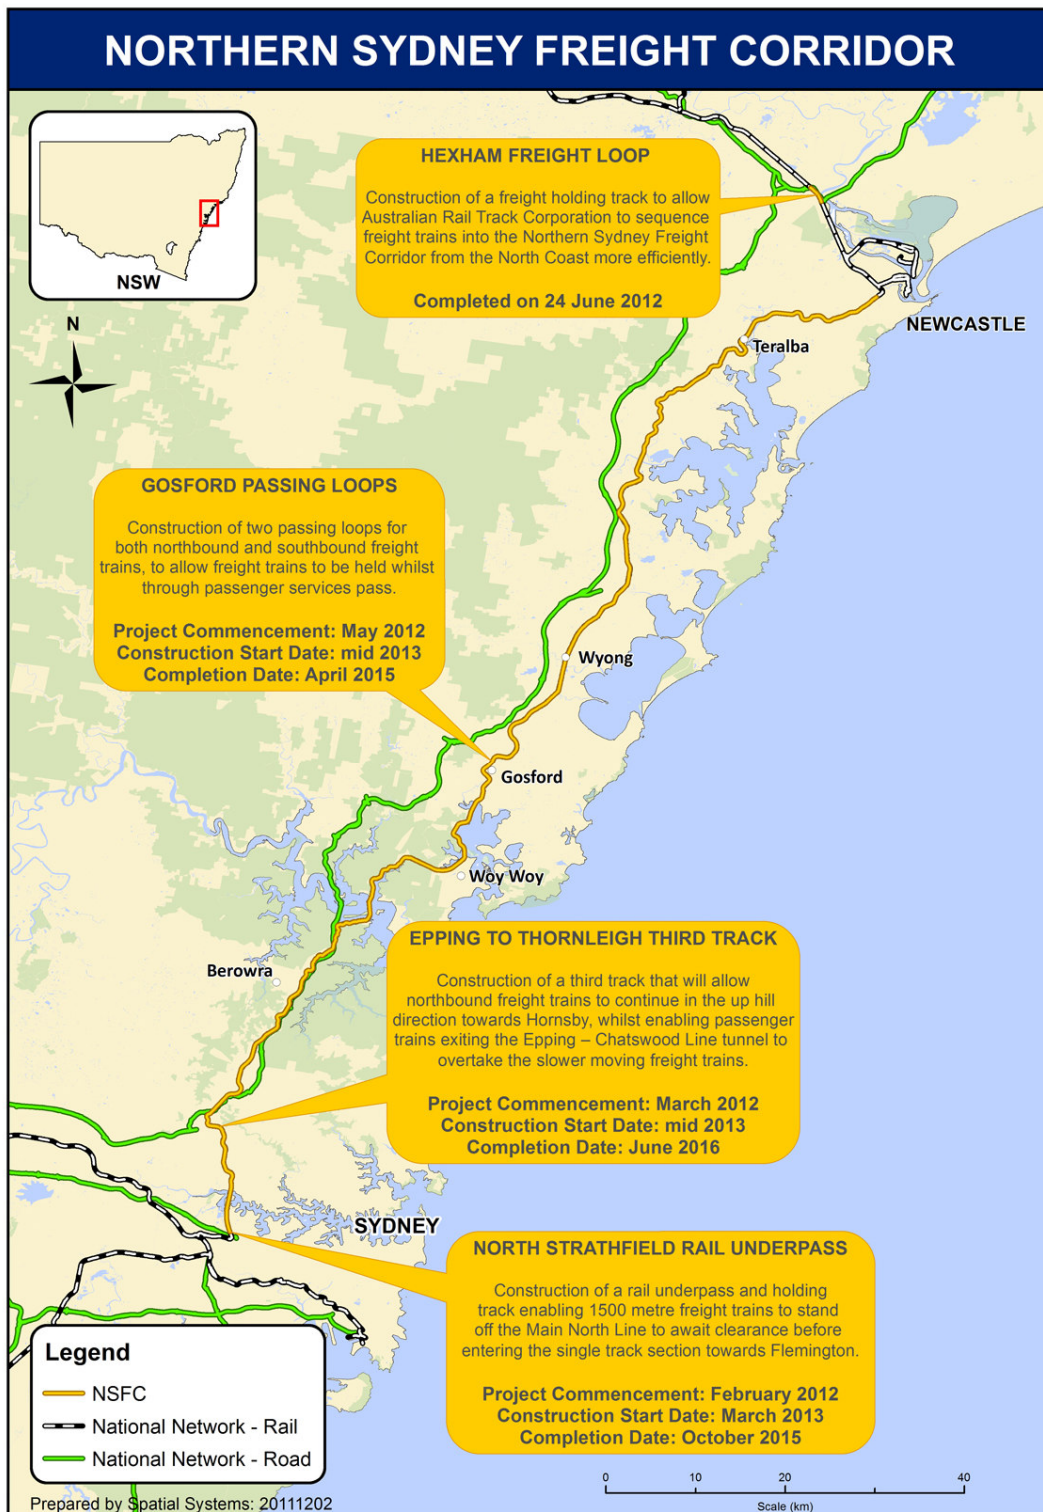 NORTHERN SYDNEY FREIGHT CORRIDOR
NSW
N
HEXHAM FREIGHT LOOP
Construction of a freight holding track to allow
Australian Rail Track Corporation to sequence
freight trains into the Northern Sydney Freight
Corridor from the North Coast more efficiently.
Completed on 24 June 2012
NEWCASTLE
Teralba
GOSFORD PASSING LOOPS
Construction of two passing loops for
both northbound and southbound freight
trains, to allow freight trains to be held whilst
through passenger services pass.
Project Commencement: May 2012
Construction Start Date: mid 2013
Completion Date: April 2015
Wyong
Gosford
Woy Woy
Berowra
EPPING TO THORNLEIGH THIRD TRACK
Construction of a third track that will allow
northbound freight trains to continue in the up hill
direction towards Hornsby, whilst enabling passenger
trains exiting the Epping – Chatswood Line tunnel to
overtake the slower moving freight trains.
Project Commencement: March 2012
Construction Start Date: mid 2013
Completion Date: June 2016
SYDNEY
NORTH STRATHFIELD RAIL UNDERPASS
Construction of a rail underpass and holding
track enabling 1500 metre freight trains to stand
off the Main North Line to await clearance before
entering the single track section towards Flemington.
Project Commencement: February 2012
Construction Start Date: March 2013
Completion Date: October 2015
Legend
NSFC
National Network - Rail
National Network - Road
Prepared by Spatial Systems: 20111202
0 10 20 40
Scale (km)